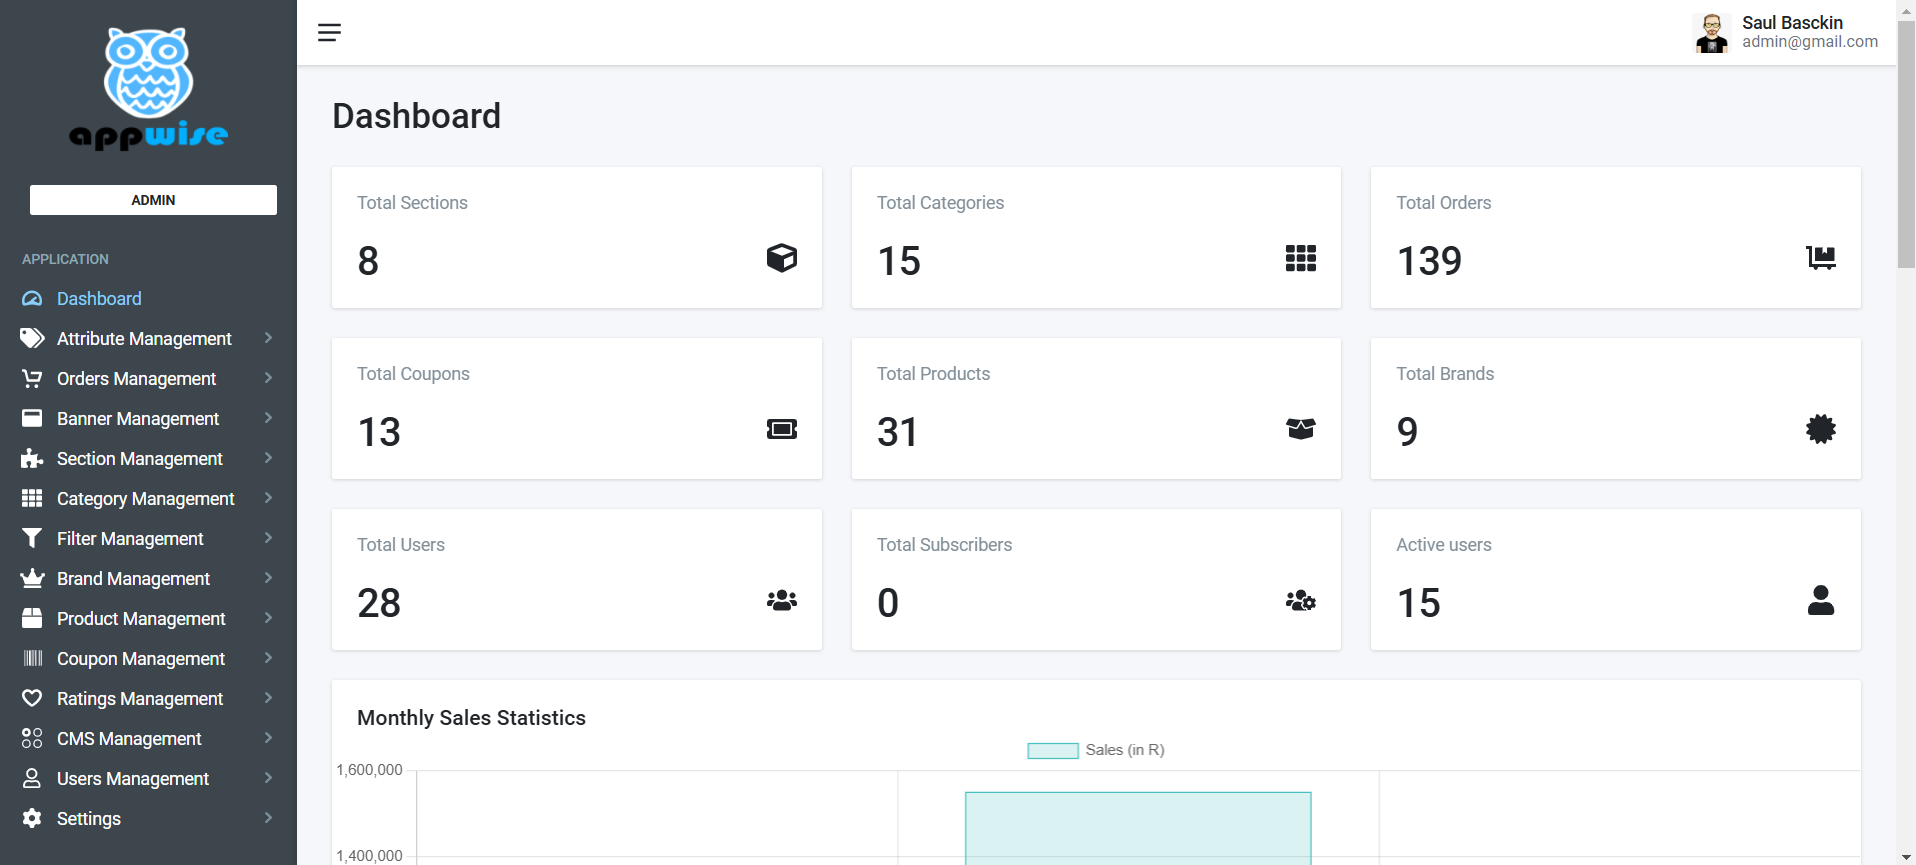 appwise
ADMIN
APPLICATION
Dashboard
Attribute Management
Orders Management
Banner Management
Section Management
Category Management
Filter Management
Brand Management
Product Management
Coupon Management
Ratings Management
CMS Management
Users Management
Settings
Saul Basckin
admin@gmail.com
Dashboard
Total Sections
8
Total Categories
15
Total Orders
139
Total Coupons
13
Total Products
31
Total Brands
9
Total Users
28
Total Subscribers
0
Active users
15
Monthly Sales Statistics
Sales (in R)
1,600,000
1,400,000